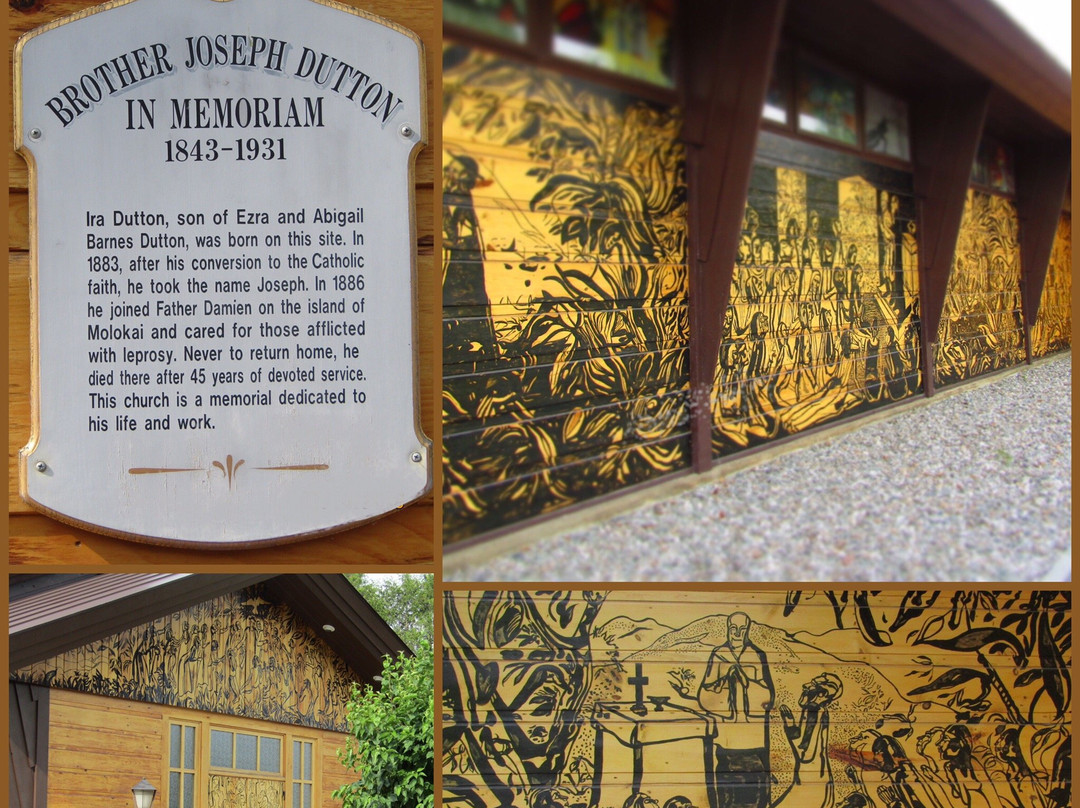 BROTHER JOSEPH DUTTON
IN MEMORIAM
1843-1931
Ira Dutton, son of Ezra and Abigail
Barnes Dutton, was born on this site. In
1883, after his conversion to the Catholic
faith, he took the name Joseph. In 1886
he joined Father Damien on the island of
Molokai and cared for those afflicted
with leprosy. Never to return home, he
died there after 45 years of devoted service.
This church is a memorial dedicated to
his life and work.